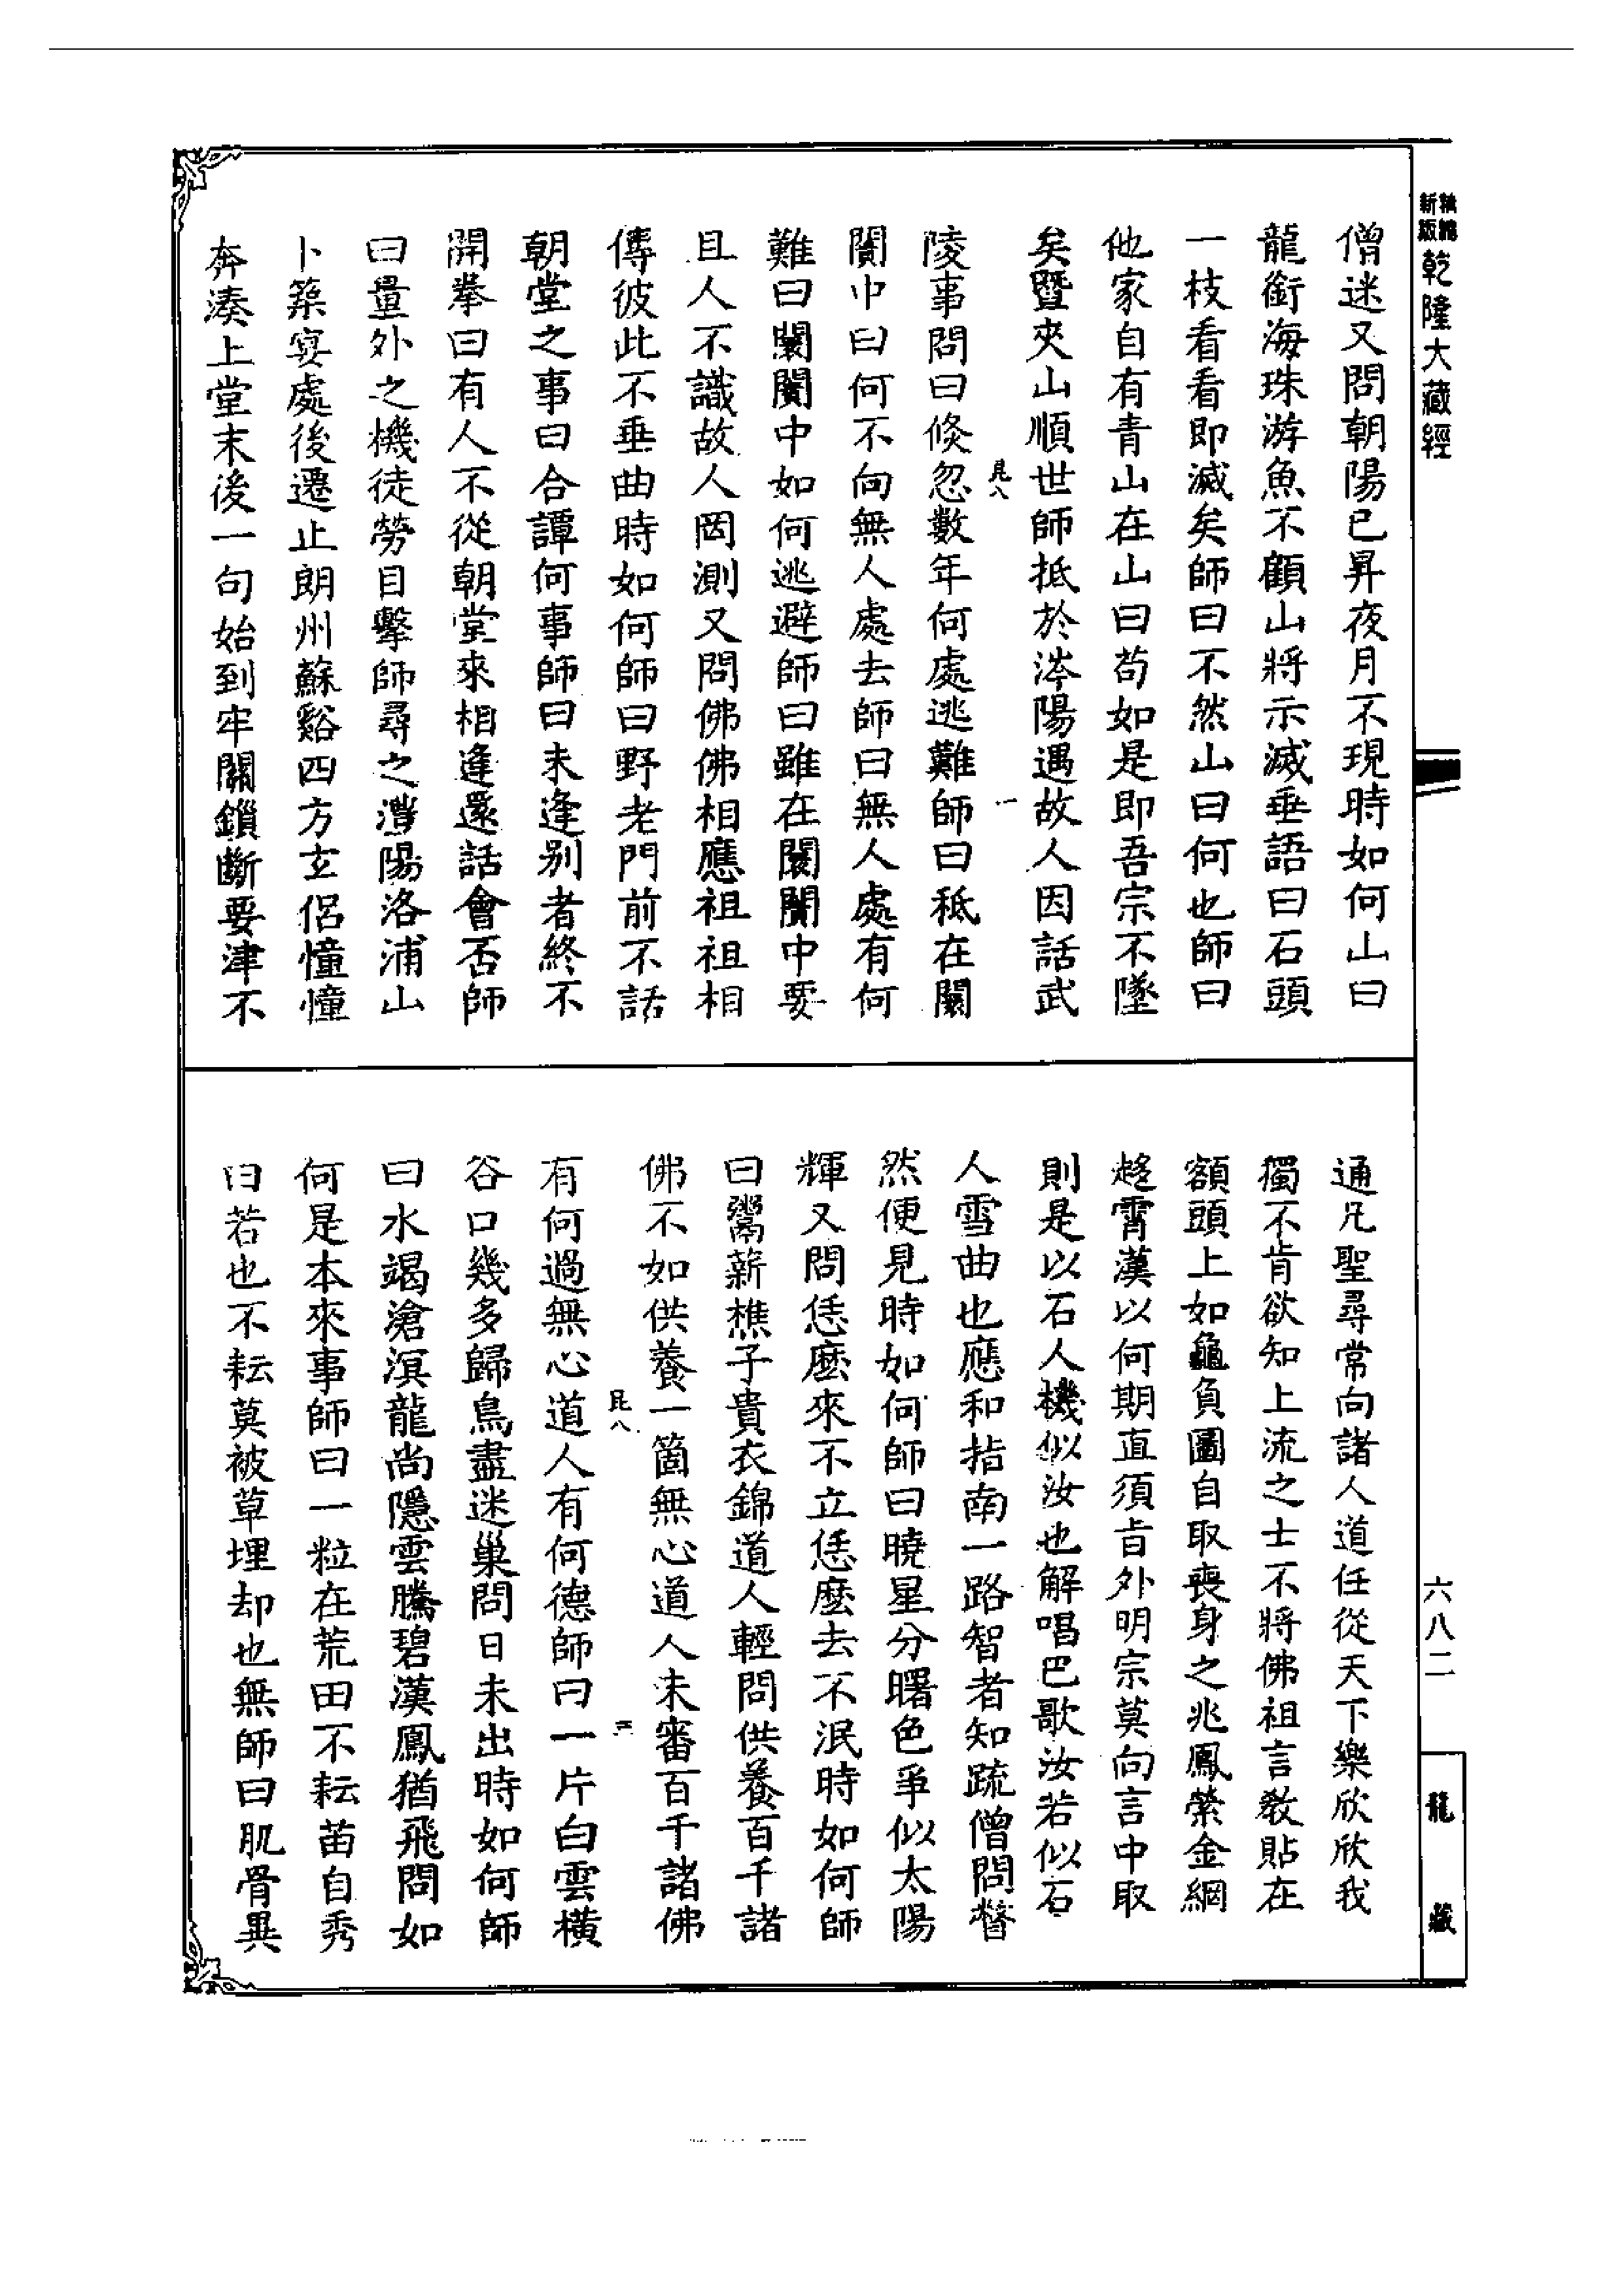 新版 乾隆大藏經
僧迷又問朝陽已昇夜月不現時如何山曰
龍銜海珠游魚不顧山將示滅垂語曰石頭
一枝看看即滅矣師曰不然山曰何也師曰
他家自有青山在山曰苟如是即吾宗不墜
矣暨夾山順世師抵於涔陽遇故人因話武
昆八 一
陵事問曰倏忽數年何處逃難師曰秖在闤
闠中曰何不向無人處去師曰無人處有何
難曰闤闠中如何逃避師曰雖在闤闠中要
且人不識故人罔測又問佛佛相應祖祖相
傳彼此不垂曲時如何師曰野老門前不話
朝堂之事曰合譚何事師曰未逢別者終不
開拳曰有人不從朝堂來相逢還話會否師
曰量外之機徒勞目擊師尋之澧陽洛浦山
卜築宴處後遷止朗州蘇谿四方玄侶憧憧
奔湊上堂末後一句始到牢關鎖斷要津不
通凡聖尋常向諸人道任從天下樂欣欣我
獨不肯欲知上流之士不將佛祖言教貼在
額頭上如龜負圖自取喪身之兆鳳縈金網
趍霄漢以何期直須旨外明宗莫向言中取
則是以石人機似汝也解唱巴歌汝若似石
人雪曲也應和指南一路智者知疏僧問瞥
然便見時如何師曰曉星分曙色爭似太陽
輝又問恁麼來不立恁麼去不泯時如何師
曰鬻薪樵子貴衣錦道人輕問供養百千諸
佛不如供養一箇無心道人未審百千諸佛
昆八 二
有何過無心道人有何德師曰一片白雲橫
谷口幾多歸鳥盡迷巢問日未出時如何師
曰水竭滄溟龍尚隱雲騰碧漢鳳猶飛問如
何是本來事師曰一粒在荒田不耘苗自秀
曰若也不耘莫被草埋却也無師曰肌骨異
六八二
龍藏